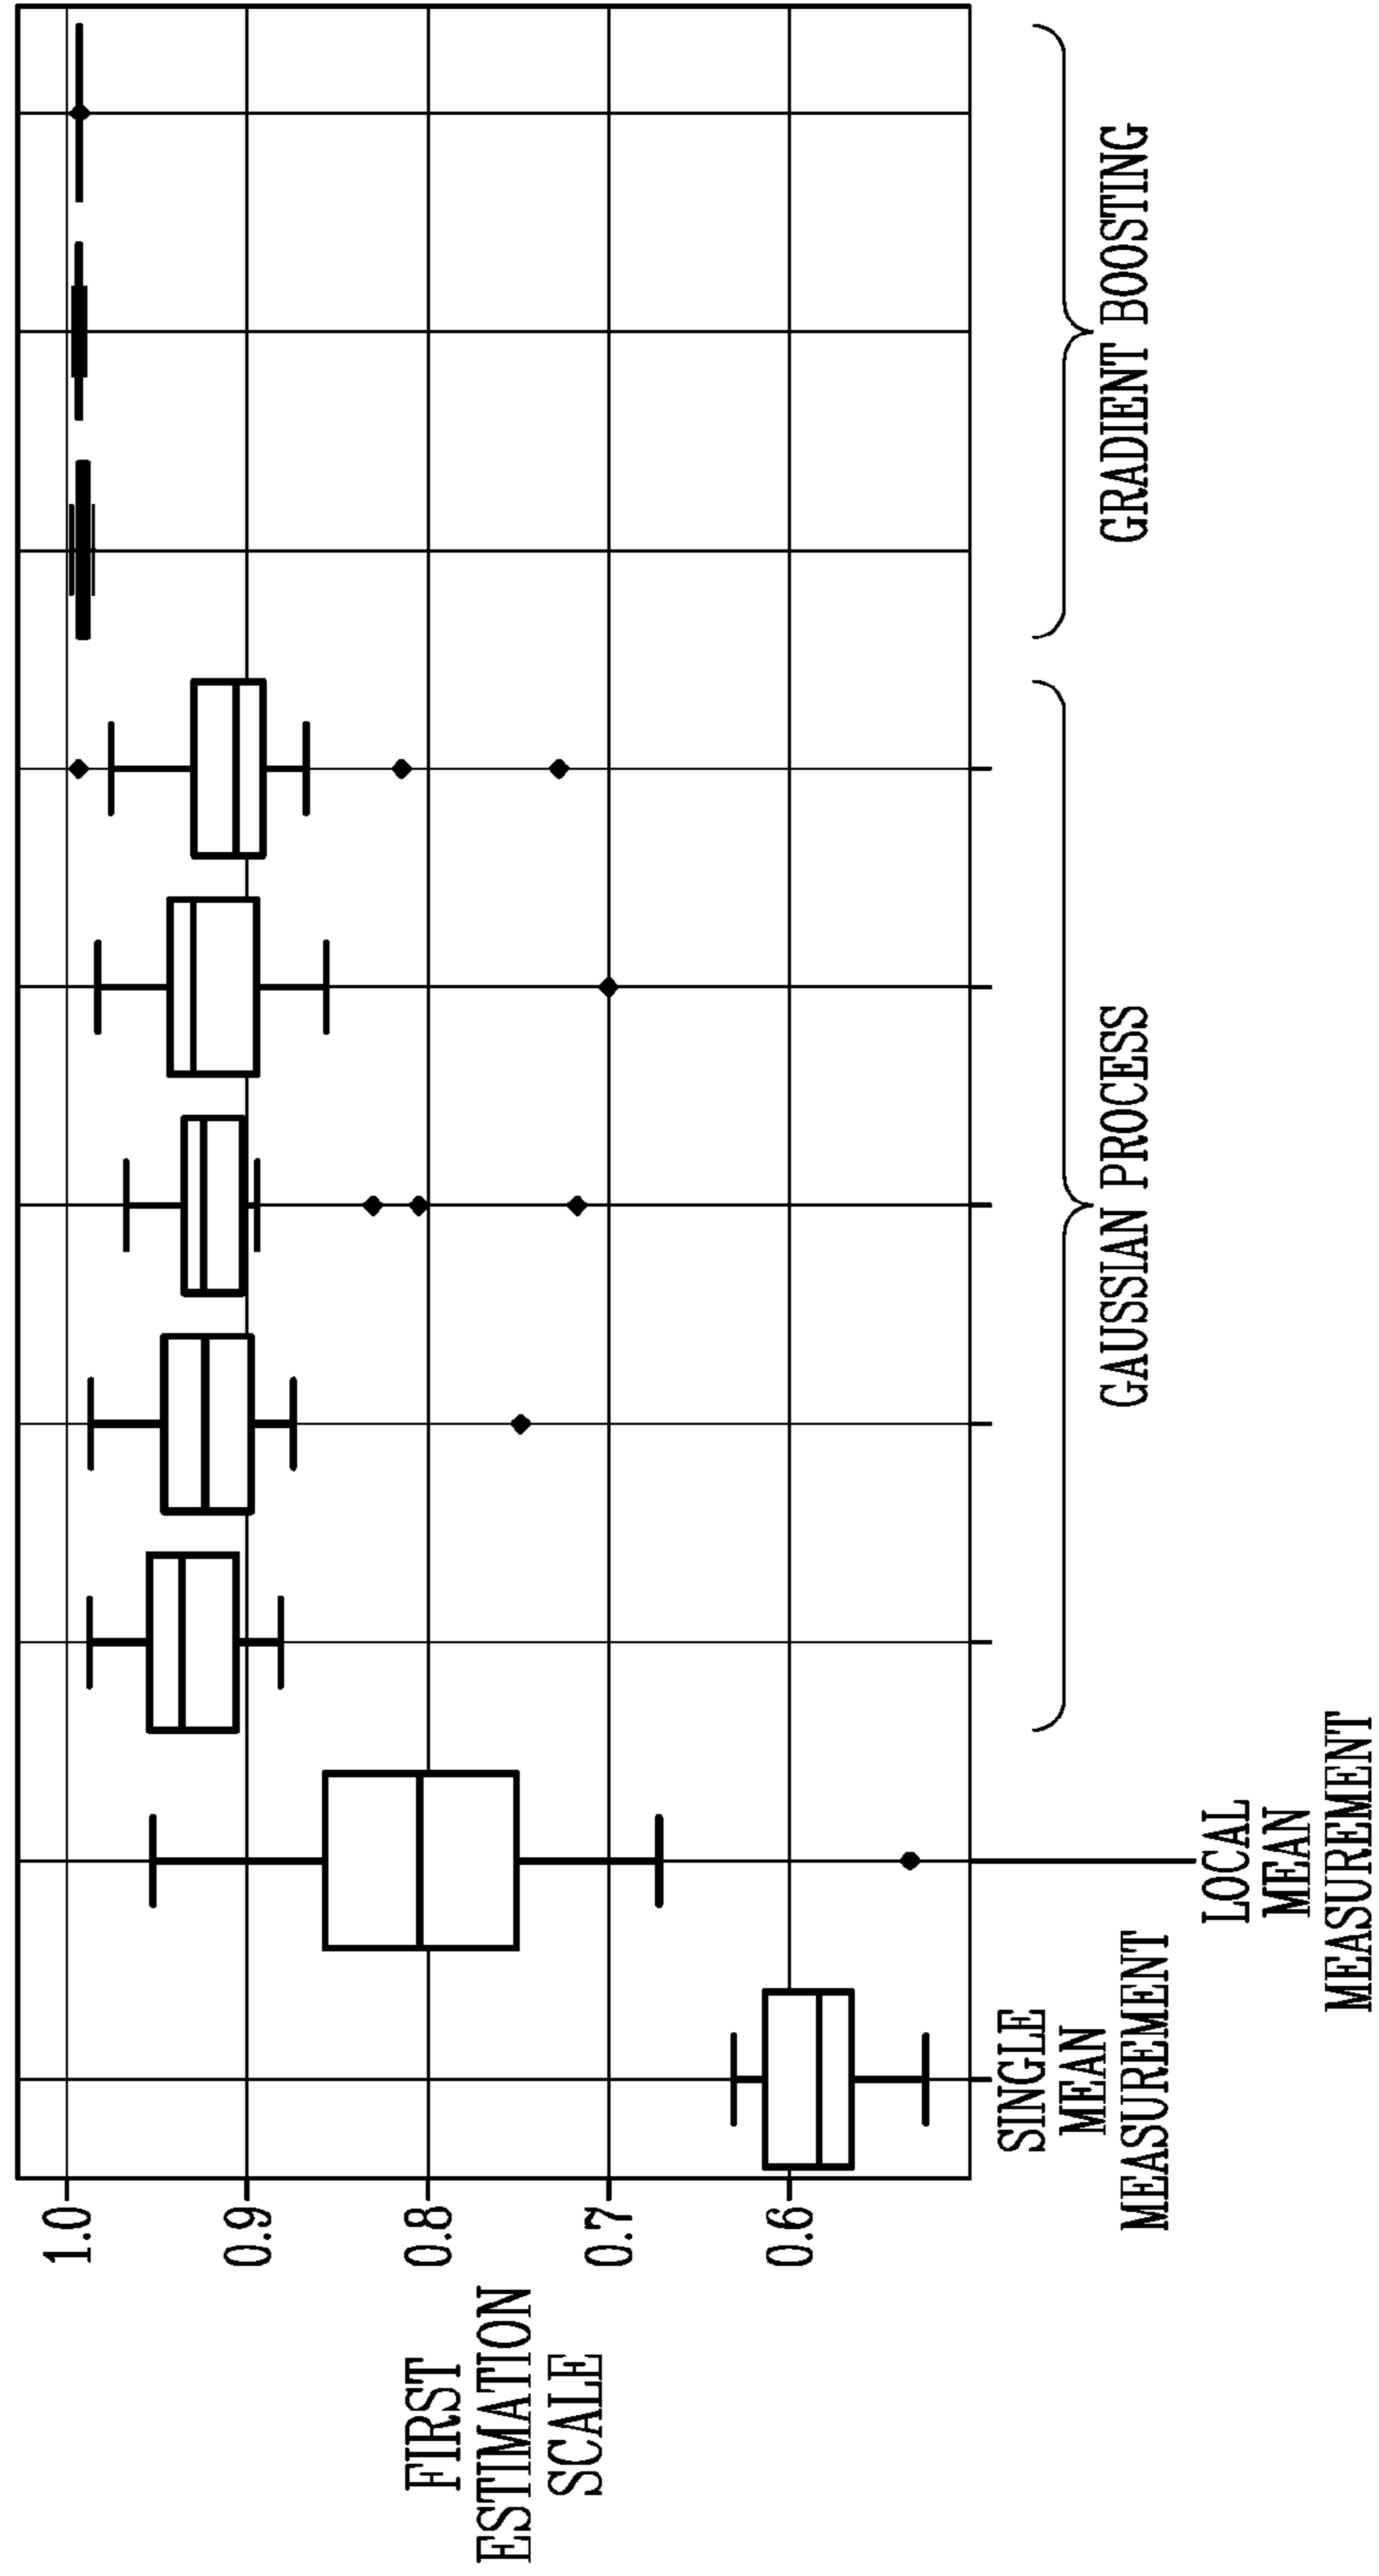 FIRST
ESTIMATION
SCALE
1.0
0.9
0.8
0.7
0.6
SINGLE
MEAN
MEASUREMENT
LOCAL
MEAN
MEASUREMENT
GAUSSIAN PROCESS
GRADIENT BOOSTING